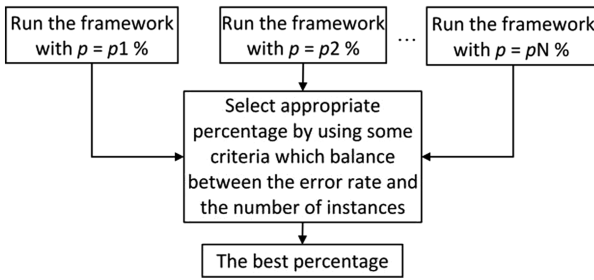 Run the framework
with p = p1 %
Run the framework
with p = p2 %
...
Run the framework
with p = pN %
Select appropriate
percentage by using some
criteria which balance
between the error rate and
the number of instances
The best percentage